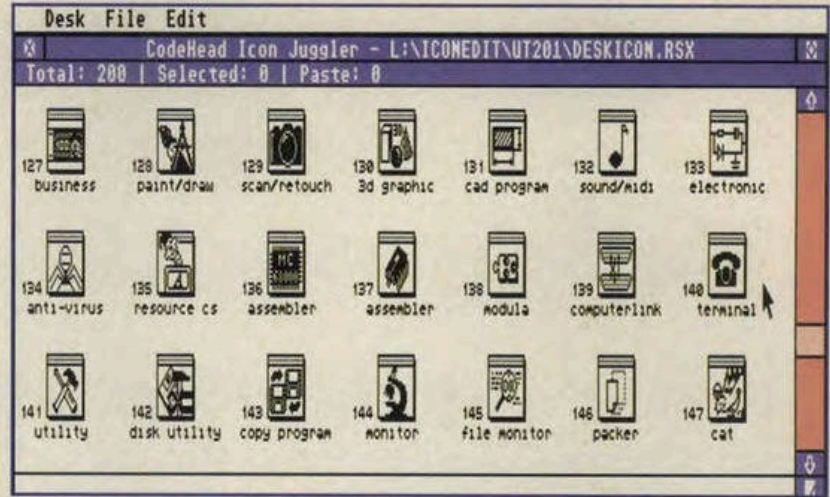 Desk File Edit
CodeHead Icon Juggler - L:\ICONEDIT\UT201\DESKICON.RSX
Total: 200 | Selected: 0 | Paste: 0
127 128 129 130 131 132 133
business paint/draw scan/retouch 3d graphic cad program sound/midi electronic
134 135 136 137 138 139 140
anti-virus resource cs assembler assembler modula computerlink terminal
141 142 143 144 145 146 147
utility disk utility copy program monitor file monitor packer cat